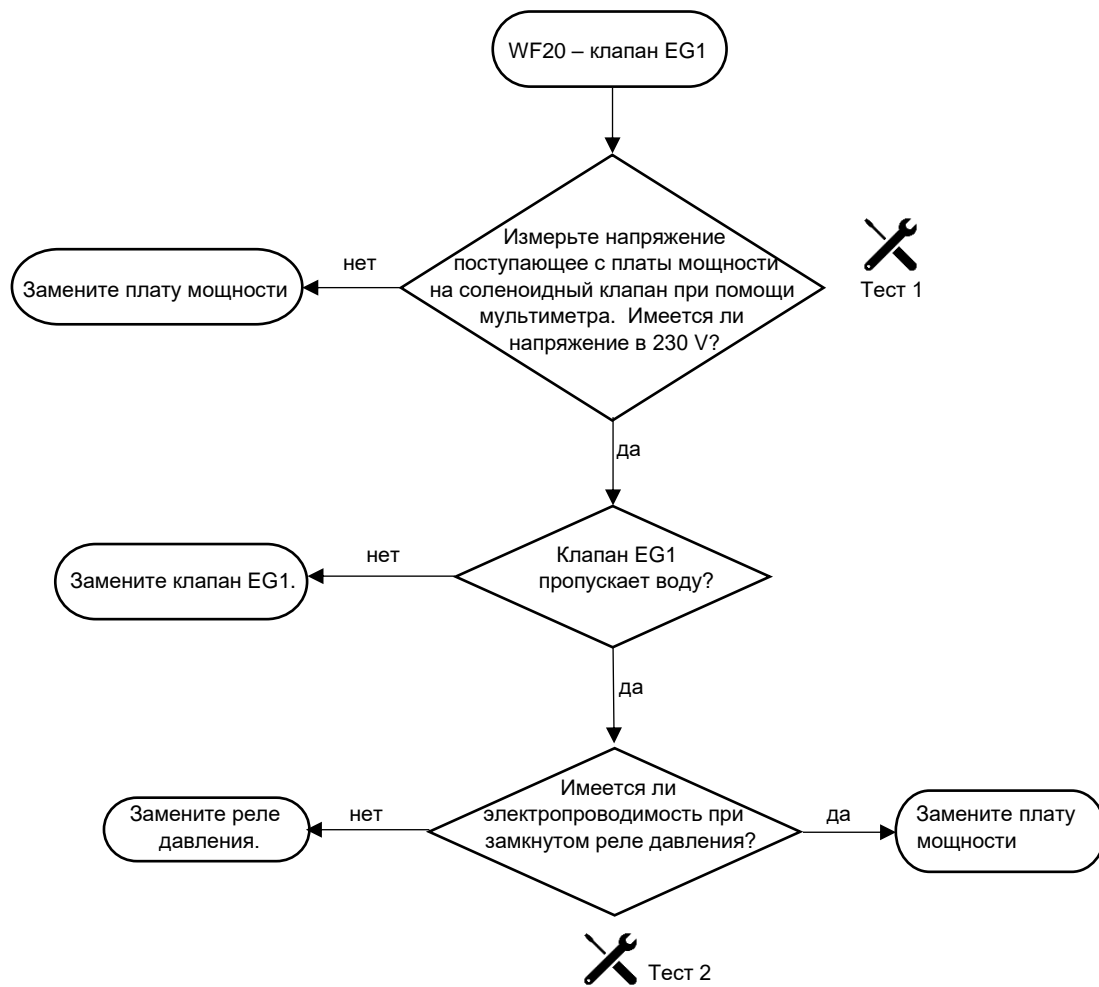 WF20 – клапан EG1
Измерьте напряжение
поступающее с платы мощности
на соленоидный клапан при помощи
мультиметра. Имеется ли
напряжение в 230 V?
Тест 1
нет
Замените плату мощности
да
Клапан EG1
пропускает воду?
нет
Замените клапан EG1.
да
Имеется ли
электропроводимость при
замкнутом реле давления?
нет
Замените реле
давления.
да
Замените плату
мощности
Тест 2